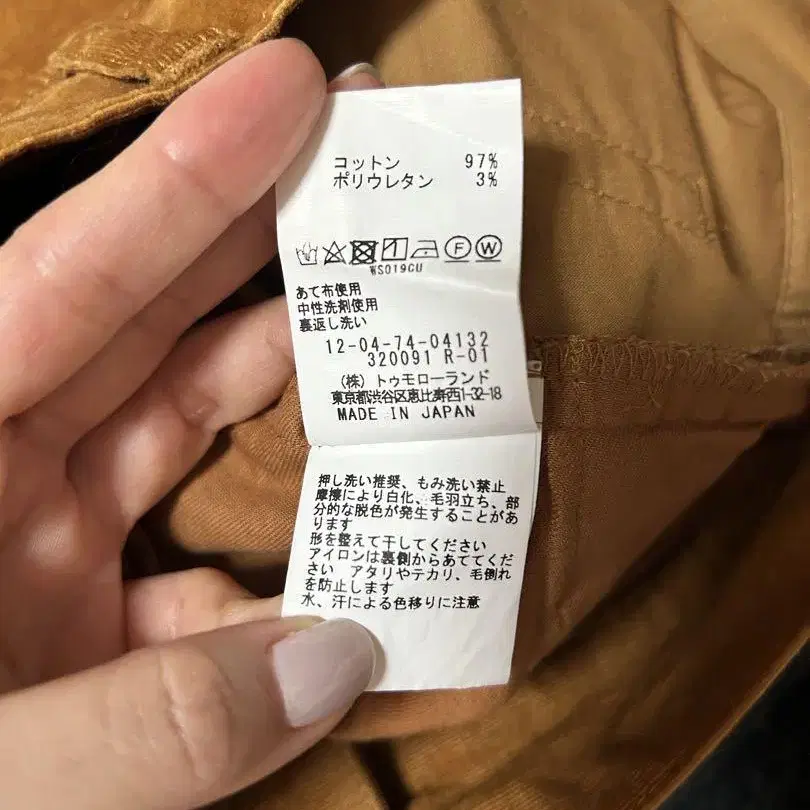 コットン 97%
ポリウレタン 3%
F W
WS019CU
あて布使用
中性洗剤使用
裏返し洗い
12-04-74-04132
320091 R-01
(株) トゥモローランド
東京都渋谷区恵比寿西1-32-18
MADE IN JAPAN
押し洗い推奨、もみ洗い禁止
摩擦により白化、毛羽立ち、部
分的な脱色が発生することがあ
ります
形を整えて干してください
アイロンは裏側からあててくだ
さい アタリやテカリ、毛倒れ
を防止します
水、汗による色移りに注意